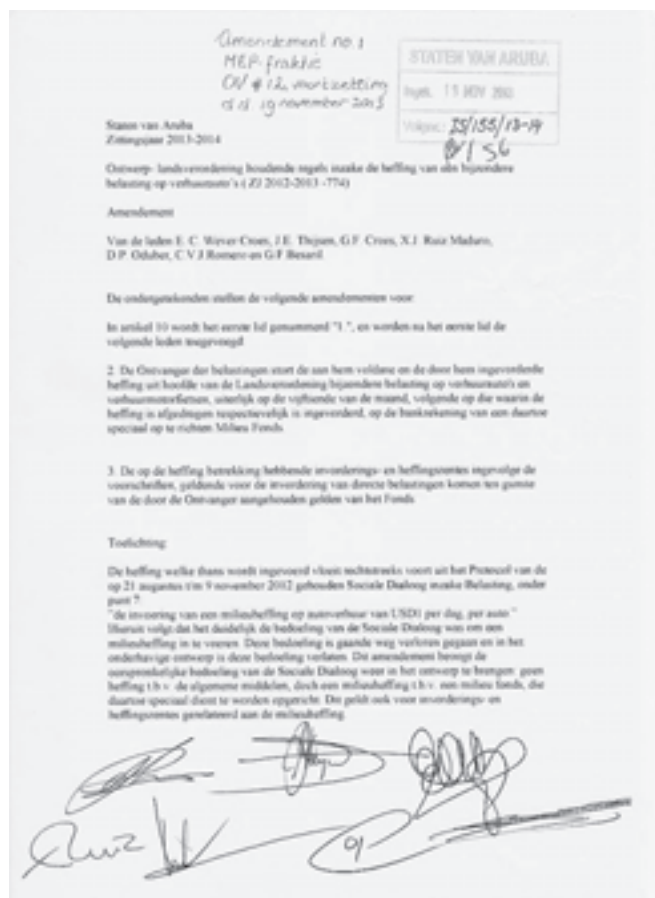 Amendement no. 1
MEP-fraktie
OV # 12, voortzetting
d.d. 19 november 2013
STATEN VAN ARUBA
Ingek. 15 NOV 2013
Volgnr.: IS/155/13-14
156
Staten van Aruba
Zittingsjaar 2013-2014
Ontwerp- landsverordening houdende regels inzake de heffing van een bijzondere
belasting op verhuurauto's ( ZJ 2012-2013 -774)
Amendement
Van de leden E. C. Wever-Croes, J.E. Thijsen, G.F. Croes, X.J. Ruiz-Maduro,
D.P. Oduber, C.V.J.Romero en G.F.Besaril
De ondergetekenden stellen de volgende amendementen voor:
In artikel 10 wordt het eerste lid genummerd "1.", en worden na het eerste lid de
volgende leden toegevoegd:
2. De Ontvanger der belastingen stort de aan hem voldane en de door hem ingevorderde
heffing uit hoofde van de Landsverordening bijzondere belasting op verhuurauto's en
verhuurmotorfietsen, uiterlijk op de vijftiende van de maand, volgende op die waarin de
heffing is afgedragen respectievelijk is ingevorderd, op de bankrekening van een daartoe
speciaal op te richten Milieu Fonds.
3. De op de heffing betrekking hebbende invorderings- en heffingsrentes ingevolge de
voorschriften, geldende voor de invordering van directe belastingen komen ten gunste
van de door de Ontvanger aangehouden gelden van het Fonds.
Toelichting:
De heffing welke thans wordt ingevoerd vloeit rechtstreeks voort uit het Protocol van de
op 21 augustus t/m 9 november 2012 gehouden Sociale Dialoog inzake Belasting, onder
punt 7:
"de invoering van een milieuheffing op autoverhuur van USD1 per dag, per auto."
Hieruit volgt dat het duidelijk de bedoeling van de Sociale Dialoog was om een
milieuheffing in te voeren. Deze bedoeling is gaande weg verloren gegaan en in het
onderhavige ontwerp is deze bedoeling verlaten. Dit amendement beoogt de
oorspronkelijke bedoeling van de Sociale Dialoog weer in het ontwerp te brengen: geen
heffing t.b.v. de algemene middelen, doch een milieuheffing t.b.v. een milieu fonds, die
daartoe speciaal dient te worden opgericht. Dit geldt ook voor invorderings- en
heffingsrentes gerelateerd aan de milieuheffing.
Ruiz